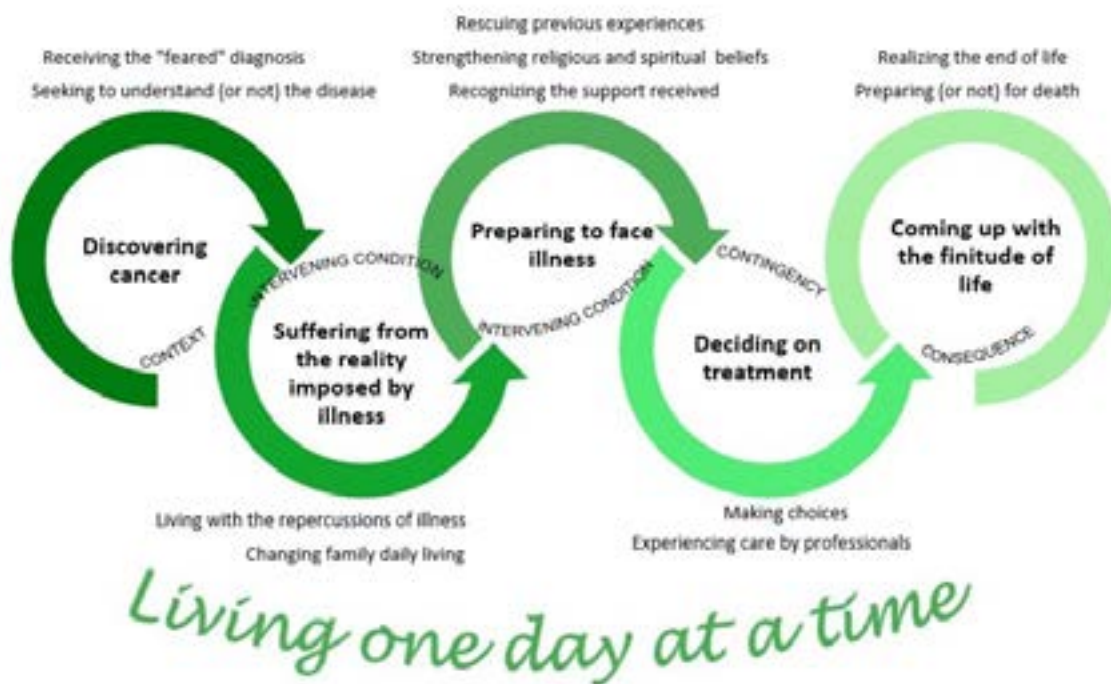 Receiving the "feared" diagnosis
Seeking to understand (or not) the disease
Rescuing previous experiences
Strengthening religious and spiritual beliefs
Recognizing the support received
Realizing the end of life
Preparing (or not) for death
Discovering
cancer
CONTEXT
INTERVENING CONDITION
Suffering from
the reality
imposed by
illness
Preparing to face
illness
INTERVENING CONDITION
CONTINGENCY
Deciding on
treatment
Coming up with
the finitude of
life
CONSEQUENCE
Living with the repercussions of illness
Changing family daily living
Making choices
Experiencing care by professionals
Living one day at a time